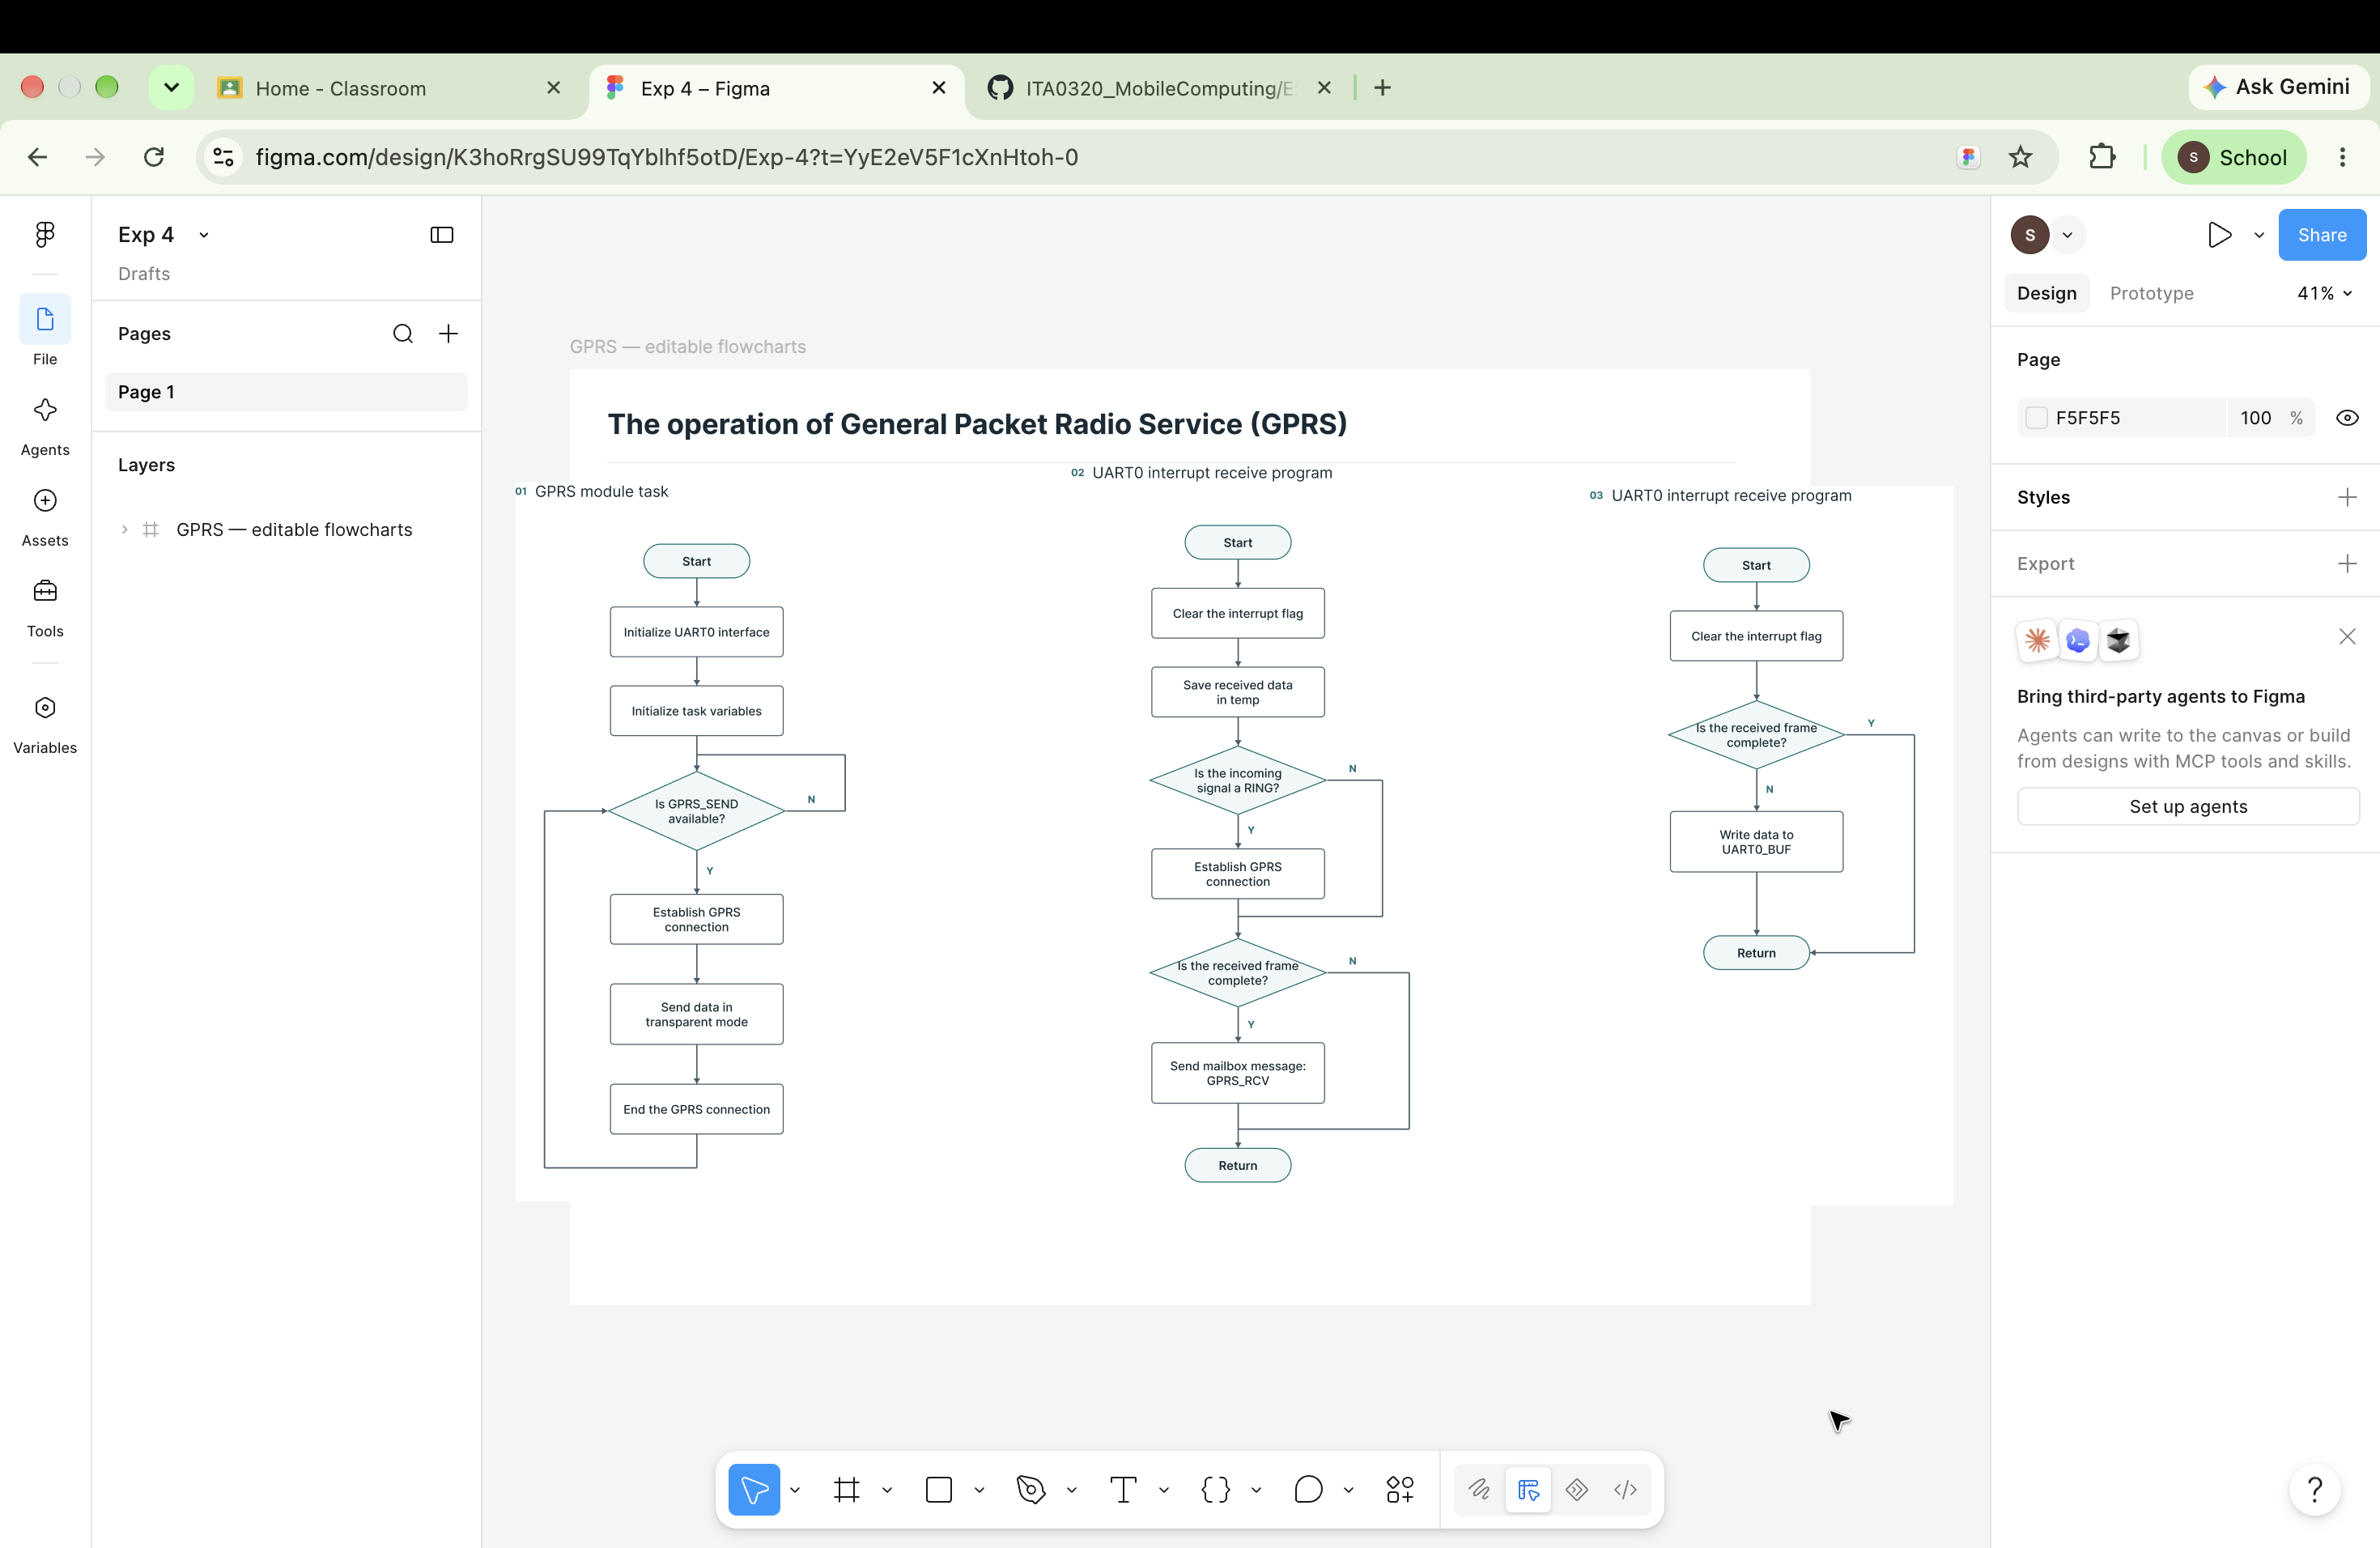 Home - Classroom
Exp 4 – Figma
ITA0320_MobileComputing/E
Ask Gemini
figma.com/design/K3hoRrgSU99TqYblhf5otD/Exp-4?t=YyE2eV5F1cXnHtoh-0
S
School
File
Agents
Assets
Tools
Variables
Exp 4
Drafts
Pages
Page 1
Layers
GPRS — editable flowcharts
GPRS — editable flowcharts
The operation of General Packet Radio Service (GPRS)
01 GPRS module task
Start
Initialize UART0 interface
Initialize task variables
Is GPRS_SEND
available?
N
Y
Establish GPRS
connection
Send data in
transparent mode
End the GPRS connection
02 UART0 interrupt receive program
Start
Clear the interrupt flag
Save received data
in temp
Is the incoming
signal a RING?
N
Y
Establish GPRS
connection
Is the received frame
complete?
N
Y
Send mailbox message:
GPRS_RCV
Return
03 UART0 interrupt receive program
Start
Clear the interrupt flag
Is the received frame
complete?
Y
N
Write data to
UART0_BUF
Return
S
Share
Design
Prototype
41%
Page
F5F5F5
100 %
Styles
Export
Bring third-party agents to Figma
Agents can write to the canvas or build
from designs with MCP tools and skills.
Set up agents
?